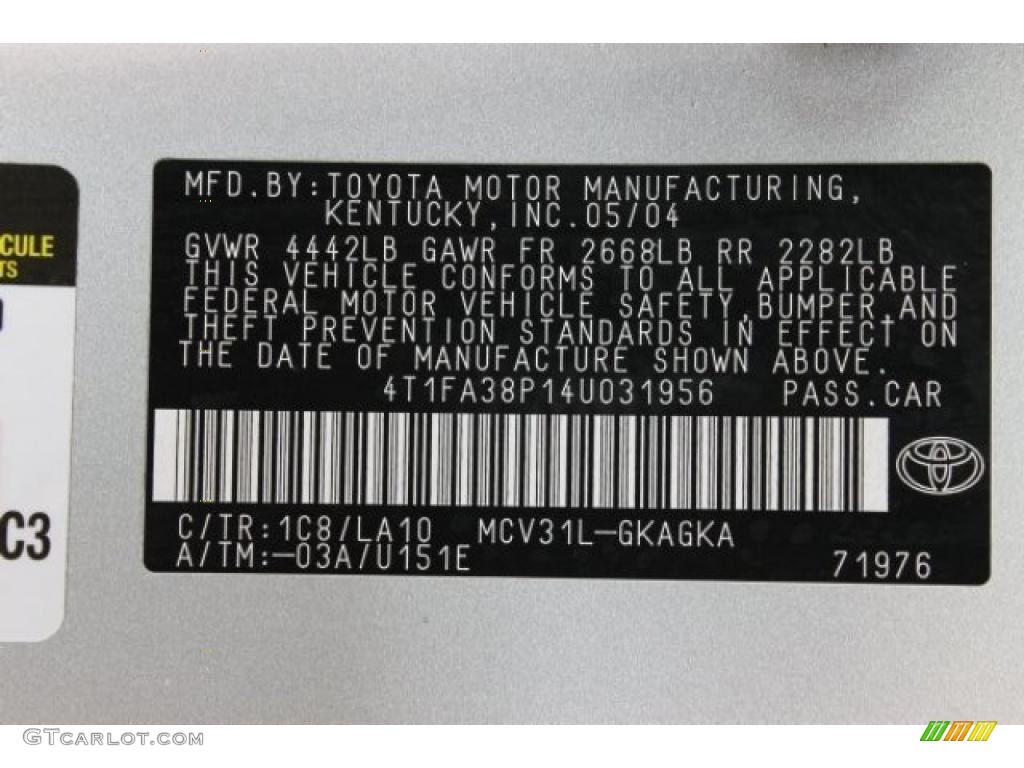 CULE
TS
C3
MFD.BY:TOYOTA MOTOR MANUFACTURING,
KENTUCKY,INC.05/04
GVWR 4442LB GAWR FR 2668LB RR 2282LB
THIS VEHICLE CONFORMS TO ALL APPLICABLE
FEDERAL MOTOR VEHICLE SAFETY,BUMPER,AND
THEFT PREVENTION STANDARDS IN EFFECT ON
THE DATE OF MANUFACTURE SHOWN ABOVE.
4T1FA38P14U031956 PASS.CAR
C/TR:1C8/LA10 MCV31L-GKAGKA
A/TM:-03A/U151E 71976
GTCARLOT.COM